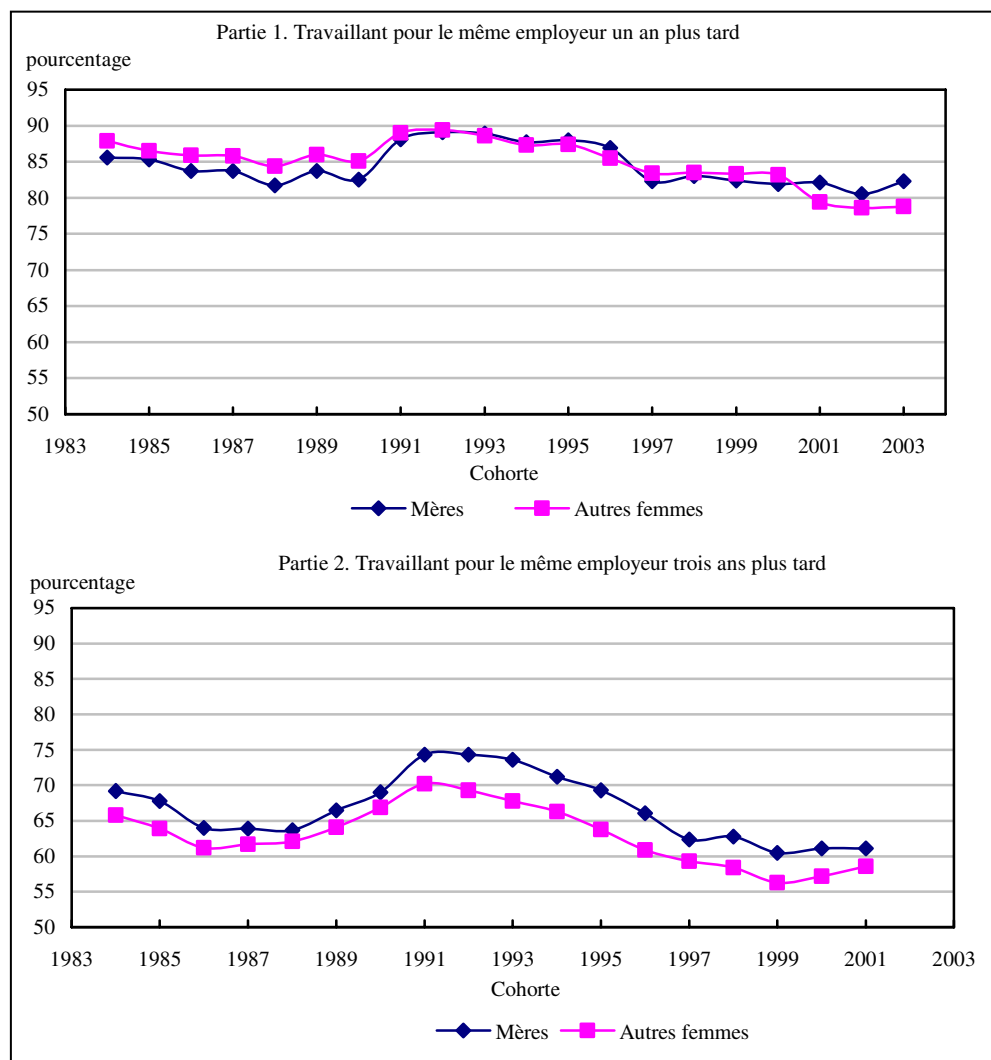 Partie 1. Travaillant pour le même employeur un an plus tard
pourcentage
95
90
85
80
75
70
65
60
55
50
1983 1985 1987 1989 1991 1993 1995 1997 1999 2001 2003
Cohorte
Mères Autres femmes
Partie 2. Travaillant pour le même employeur trois ans plus tard
pourcentage
95
90
85
80
75
70
65
60
55
50
1983 1985 1987 1989 1991 1993 1995 1997 1999 2001 2003
Cohorte
Mères Autres femmes